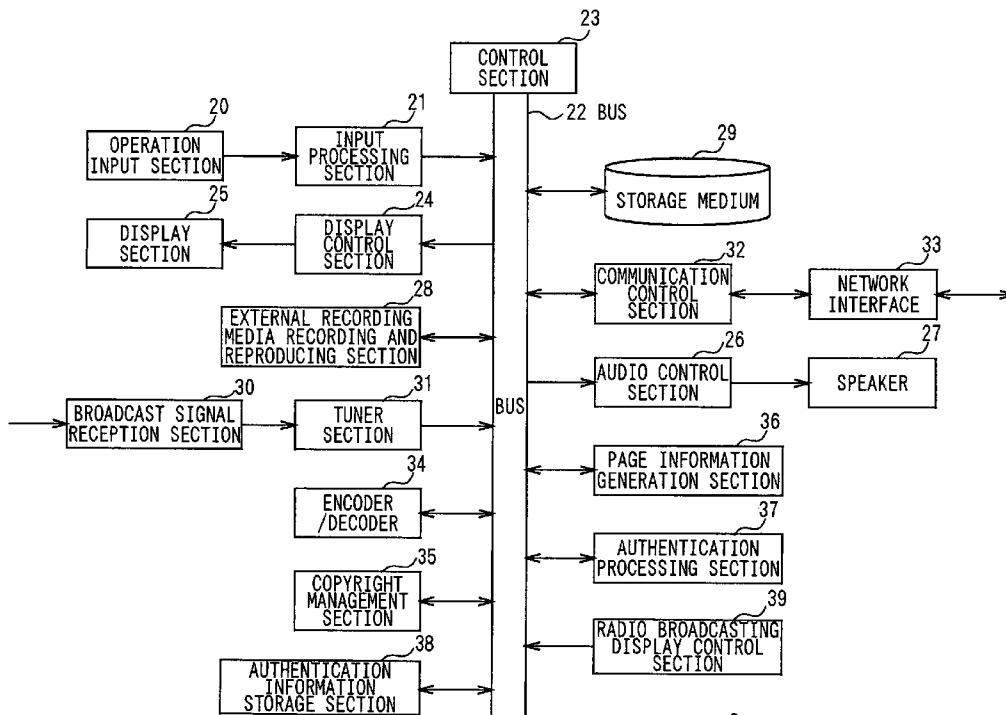 23
CONTROL
SECTION
22 BUS
20
OPERATION
INPUT SECTION
21
INPUT
PROCESSING
SECTION
29
STORAGE MEDIUM
25
DISPLAY
SECTION
24
DISPLAY
CONTROL
SECTION
32
COMMUNICATION
CONTROL
SECTION
33
NETWORK
INTERFACE
28
EXTERNAL RECORDING
MEDIA RECORDING AND
REPRODUCING SECTION
26
AUDIO CONTROL
SECTION
27
SPEAKER
30
BROADCAST SIGNAL
RECEPTION SECTION
31
TUNER
SECTION
BUS
36
PAGE INFORMATION
GENERATION SECTION
34
ENCODER
/DECODER
37
AUTHENTICATION
PROCESSING SECTION
35
COPYRIGHT
MANAGEMENT
SECTION
39
RADIO BROADCASTING
DISPLAY CONTROL
SECTION
38
AUTHENTICATION
INFORMATION
STORAGE SECTION